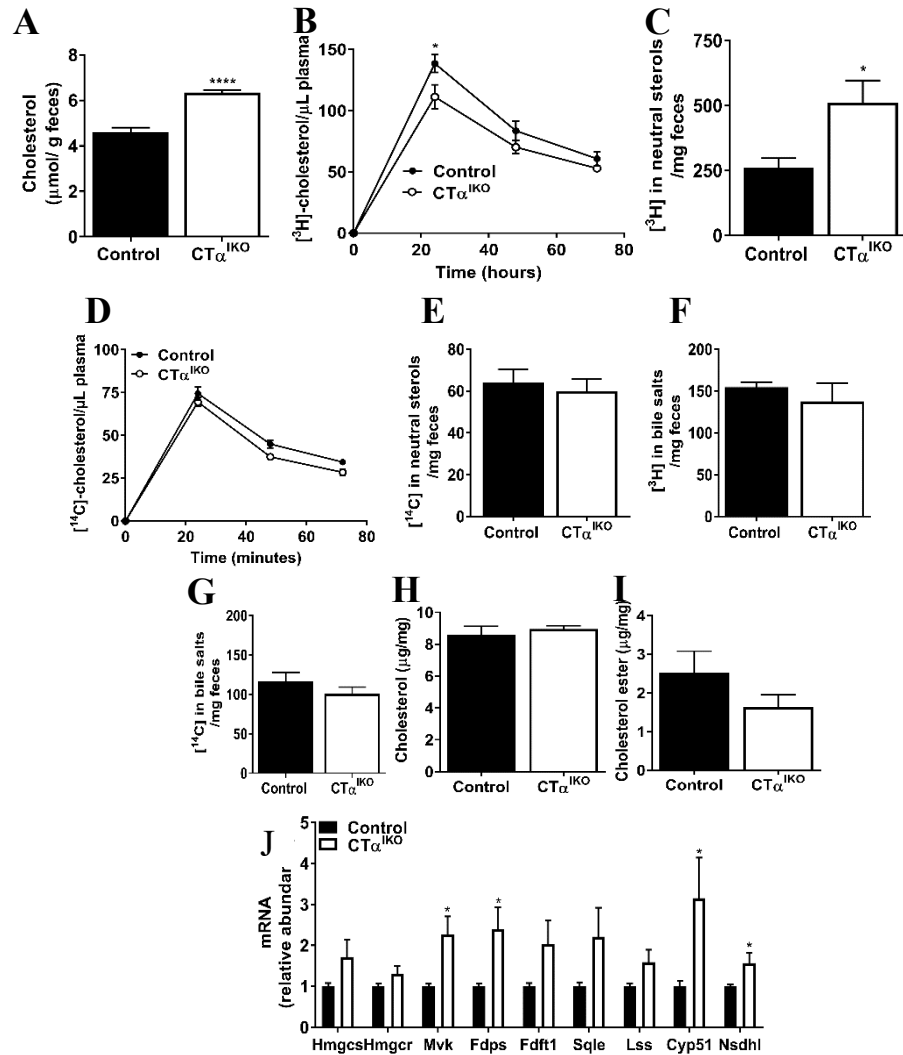 A
Cholesterol
(μmol/ g feces)
8
6
4
2
0
****
Control
CTα^IKO
B
[³H]-cholesterol/μL plasma
150
100
50
0
*
Control
CTα^IKO
0
20
40
60
80
Time (hours)
C
[³H] in neutral sterols
/mg feces
750
500
250
0
*
Control
CTα^IKO
D
[¹⁴C]-cholesterol/μL plasma
100
75
50
25
0
Control
CTα^IKO
0
20
40
60
80
Time (minutes)
E
[¹⁴C] in neutral sterols
/mg feces
80
60
40
20
0
Control
CTα^IKO
F
[³H] in bile salts
/mg feces
200
150
100
50
0
Control
CTα^IKO
G
[¹⁴C] in bile salts
/mg feces
200
150
100
50
0
Control
CTα^IKO
H
Cholesterol (μg/mg)
10
8
6
4
2
0
Control
CTα^IKO
I
Cholesterol ester (μg/mg)
4
3
2
1
0
Control
CTα^IKO
J
mRNA
(relative abundar
5
4
3
2
1
0
Control
CTα^IKO
* * * *
Hmgcs Hmgcr Mvk Fdps Fdft1 Sqle Lss Cyp51 Nsdhl